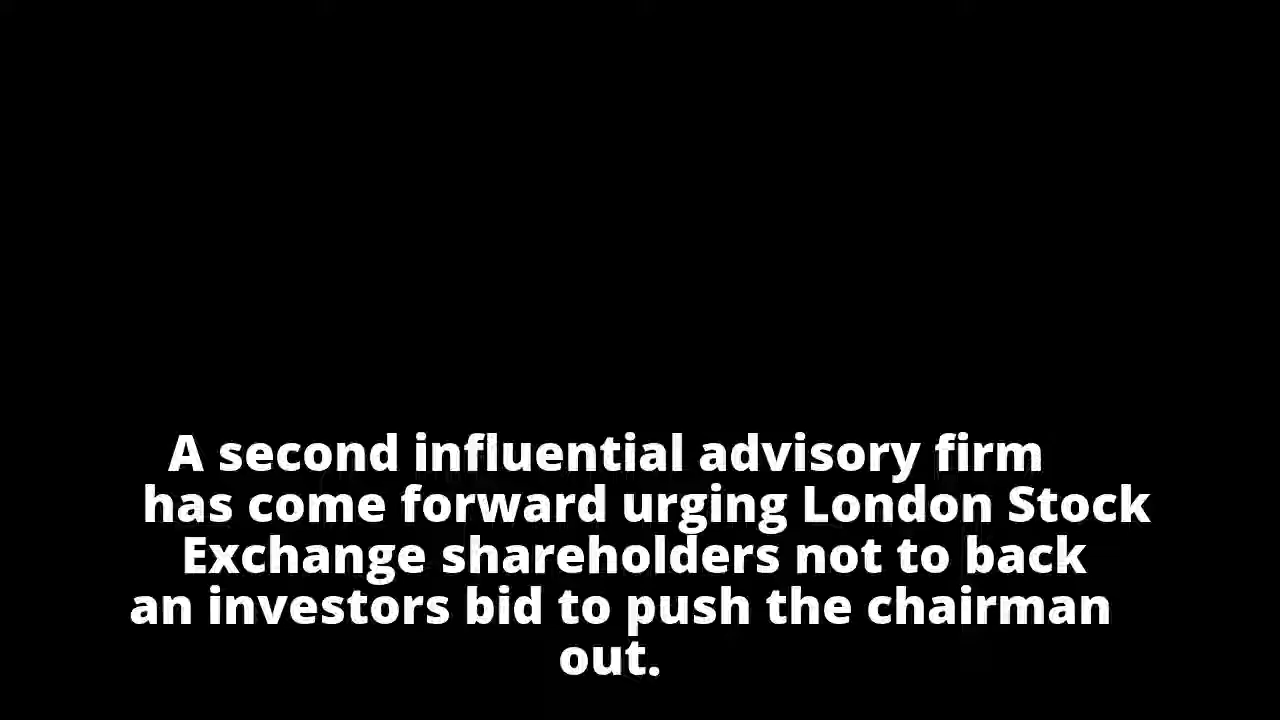 A second influential advisory firm
has come forward urging London Stock
Exchange shareholders not to back
an investors bid to push the chairman
out.